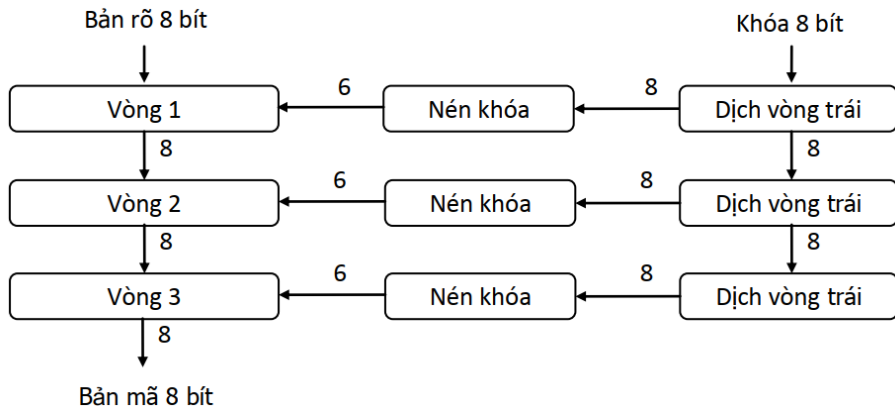 Bản rõ 8 bít
Khóa 8 bít
Vòng 1
6
Nén khóa
8
Dịch vòng trái
8
8
Vòng 2
6
Nén khóa
8
Dịch vòng trái
8
8
Vòng 3
6
Nén khóa
8
Dịch vòng trái
8
Bản mã 8 bít